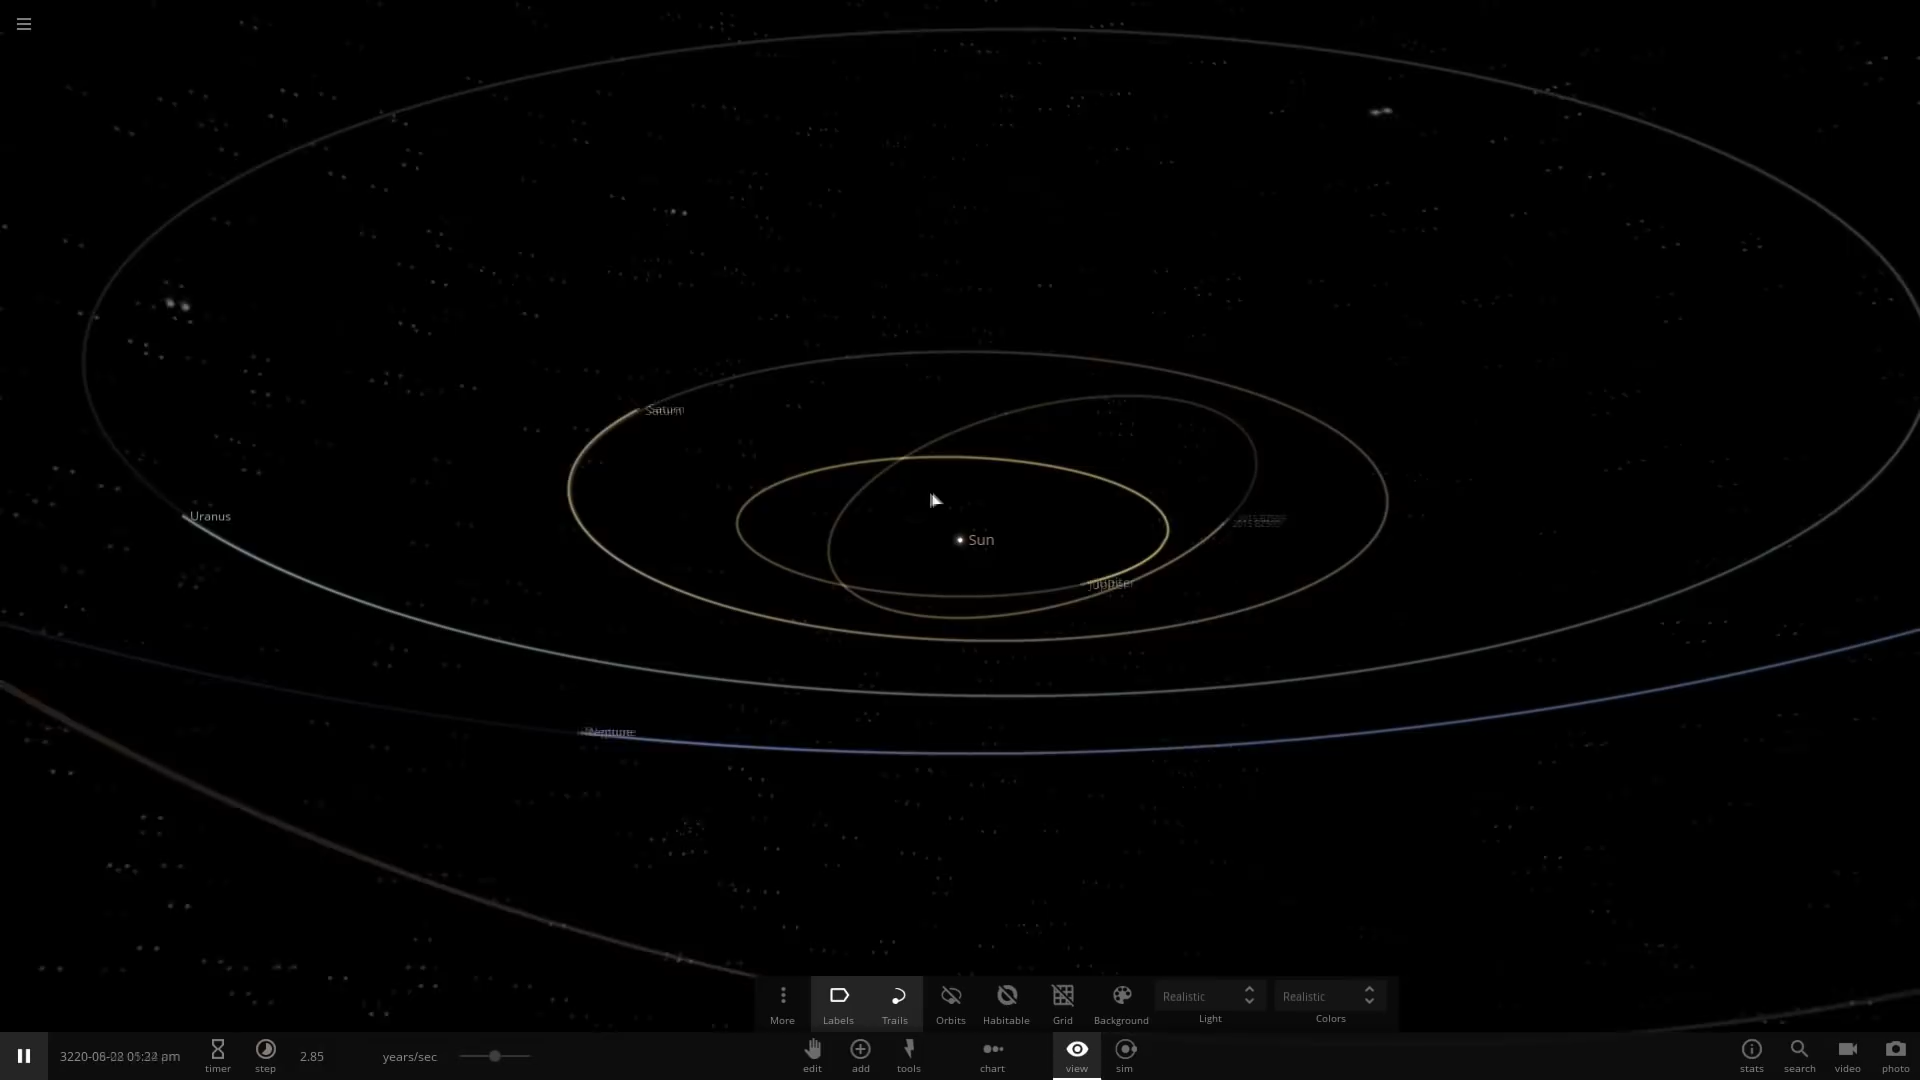 Saturn
Uranus
Sun
Jupiter
Neptune
More
Labels
Trails
Orbits
Habitable
Grid
Background
Realistic
Light
Realistic
Colors
timer
step
2.85
years/sec
edit
add
tools
chart
view
sim
stats
search
video
photo